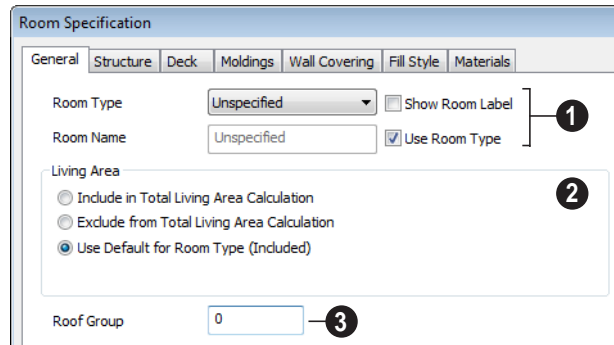 Room Specification
General Structure Deck Moldings Wall Covering Fill Style Materials
Room Type Unspecified Show Room Label
1
Room Name Unspecified Use Room Type
Living Area
2
Include in Total Living Area Calculation
Exclude from Total Living Area Calculation
Use Default for Room Type (Included)
Roof Group 0 3